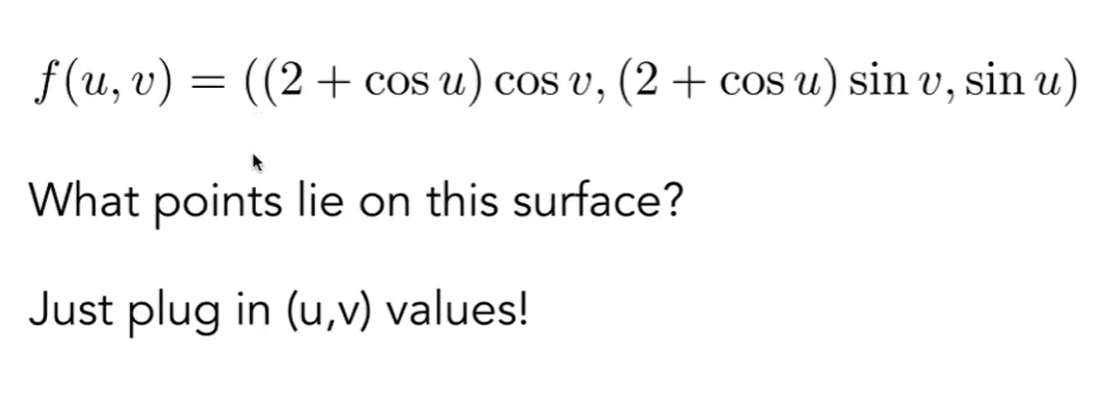 f(u, v) = ((2 + cos u) cos v, (2 + cos u) sin v, sin u)
What points lie on this surface?
Just plug in (u,v) values!